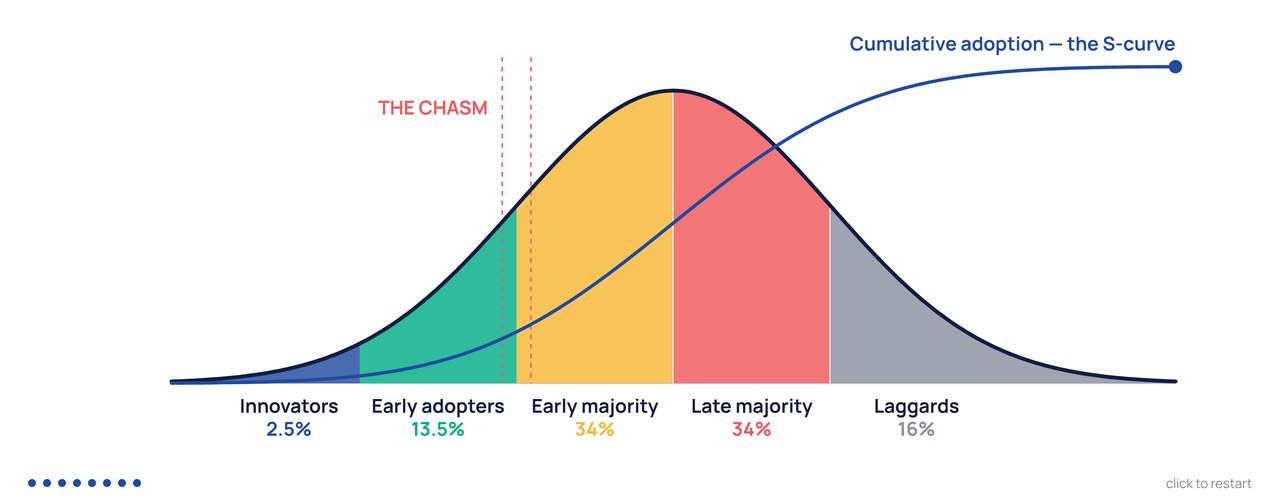 Cumulative adoption — the S-curve
THE CHASM
Innovators
2.5%
Early adopters
13.5%
Early majority
34%
Late majority
34%
Laggards
16%
click to restart